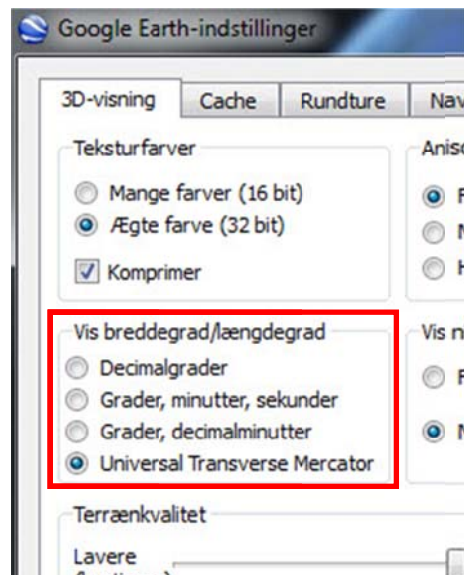 Google Earth-indstillinger
3D-visning Cache Rundture
Teksturfarver
Mange farver (16 bit)
Ægte farve (32 bit)
Komprimer
Vis breddegrad/længdegrad Vis
Decimalgrader
Grader, minutter, sekunder
Grader, decimalminutter
Universal Transverse Mercator
Terrænkvalitet
Lavere